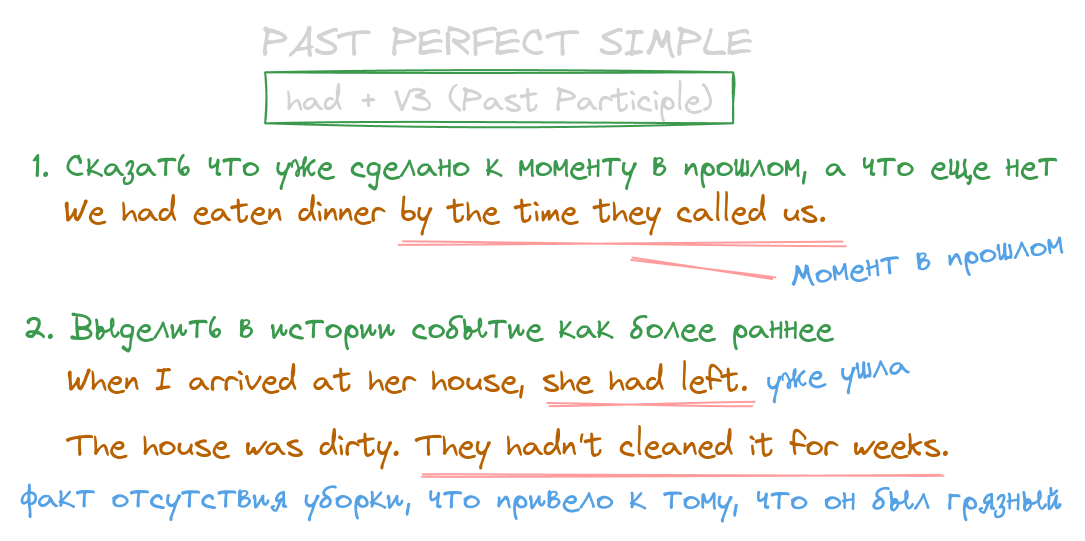 PAST PERFECT SIMPLE
had + V3 (Past Participle)
1. Сказать что уже сделано к моменту в прошлом, а что еще нет
We had eaten dinner by the time they called us.
момент в прошлом
2. Выделить в истории событие как более раннее
When I arrived at her house, she had left. уже ушла
The house was dirty. They hadn't cleaned it for weeks.
факт отсутствия уборки, что привело к тому, что он был грязный